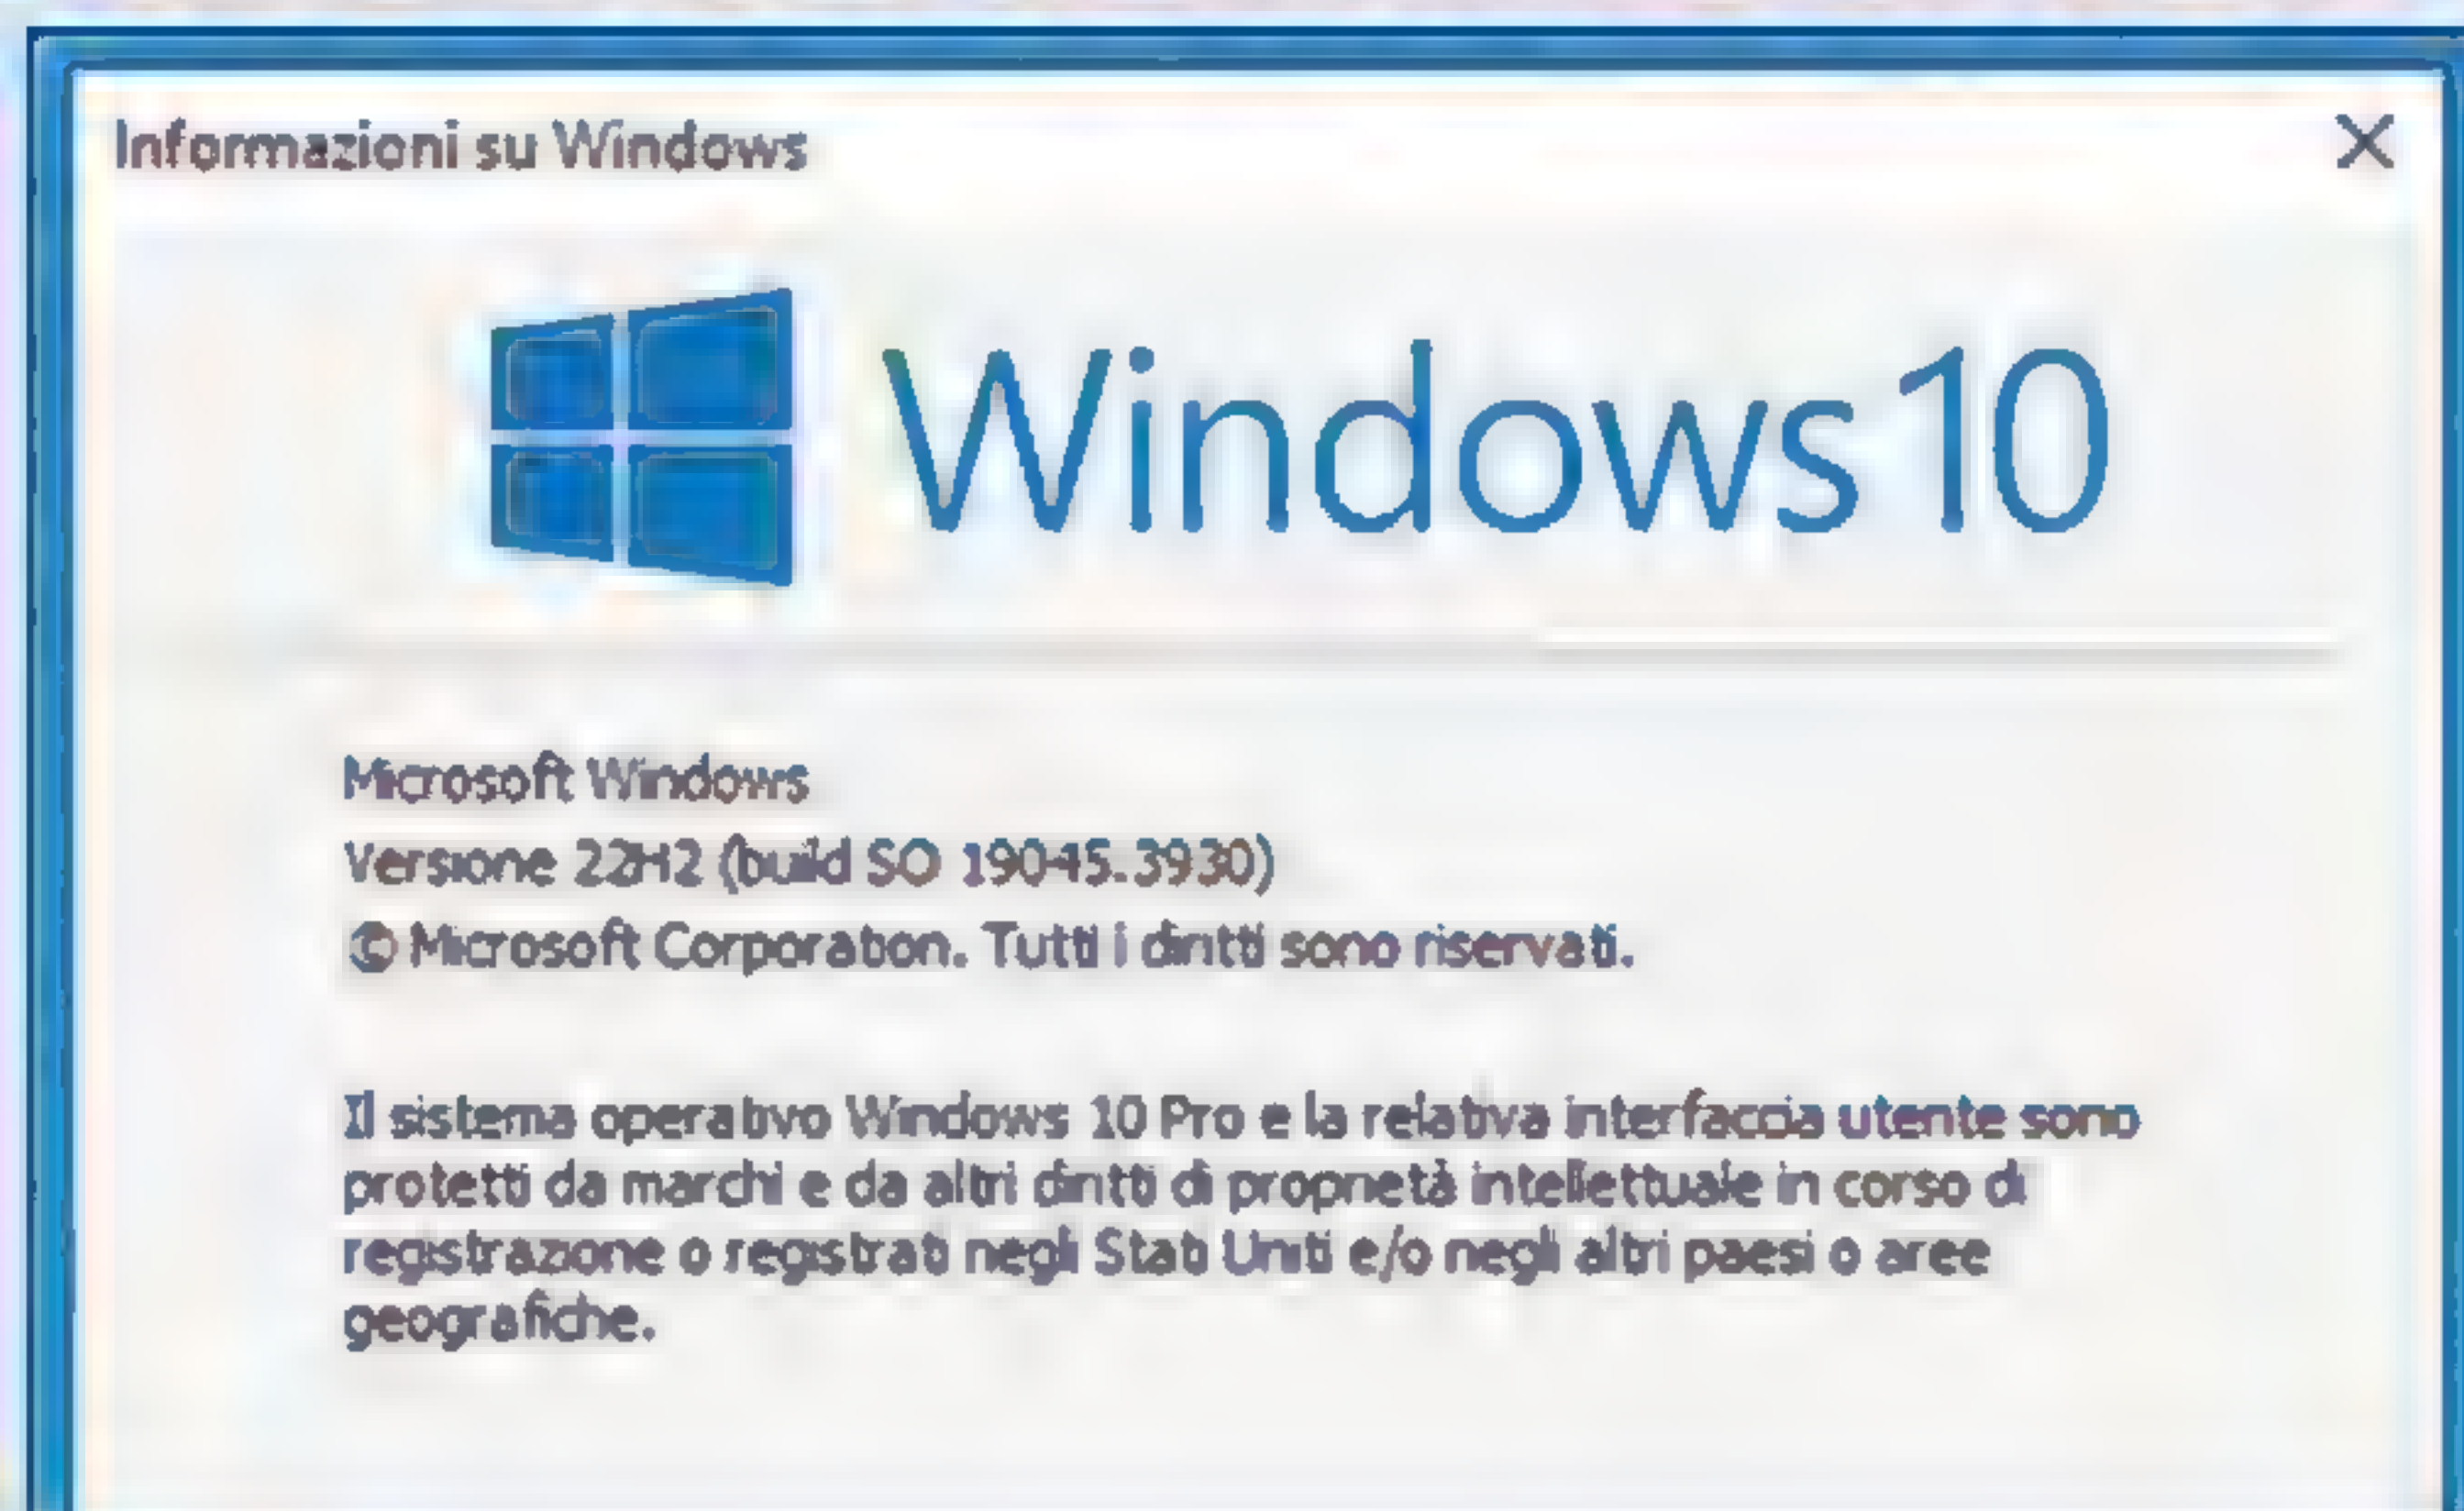 Informazioni su Windows
Windows10
Microsoft Windows
Versione 22H2 (build SO 19045.3930)
© Microsoft Corporation. Tutti i diritti sono riservati.
Il sistema operativo Windows 10 Pro e la relativa interfaccia utente sono
protetti da marchi e da altri diritti di proprietà intellettuale in corso di
registrazione o registrati negli Stati Uniti e/o negli altri paesi o aree
geografiche.